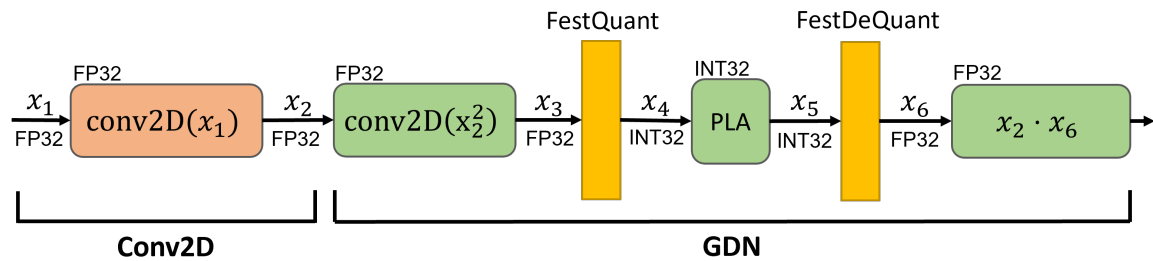 FestQuant
FestDeQuant
FP32
FP32
INT32
FP32
x₁
conv2D(x₁)
x₂
conv2D(x₂²)
x₃
x₄
PLA
x₅
x₆
x₂ · x₆
FP32
FP32
FP32
INT32
INT32
FP32
Conv2D
GDN